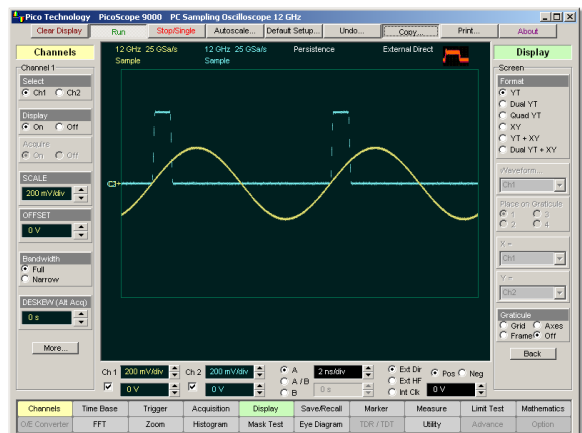 Pico Technology PicoScope 9000 PC Sampling Oscilloscope 12 GHz
Clear Display Run Stop/Single Autoscale... Default Setup... Undo... Copy... Print... About
Channels
Channel 1
Select
Ch1 Ch2
Display
On Off
Acquire
On Off
SCALE
200 mV/div
OFFSET
0 V
Bandwidth
Full
Narrow
DESKEW (Alt Acq)
0 s
More...
12 GHz 25 GSa/s 12 GHz 25 GSa/s Persistence External Direct
Sample Sample
Display
Screen
Format
YT
Dual YT
Quad YT
XY
YT + XY
Dual YT + XY
Waveform...
Ch1
Place on Graticule
1 3
2 4
X =
Ch1
Y =
Ch2
Graticule
Grid Axes
Frame Off
Back
Ch 1 200 mV/div Ch 2 200 mV/div A 2 ns/div Ext Dir Pos Neg
A / B Ext HF
0 V 0 V B 0 s Int Clk 0 V
Channels Time Base Trigger Acquisition Display Save/Recall Marker Measure Limit Test Mathematics
O/E Converter FFT Zoom Histogram Mask Test Eye Diagram TDR / TDT Utility Advance Option